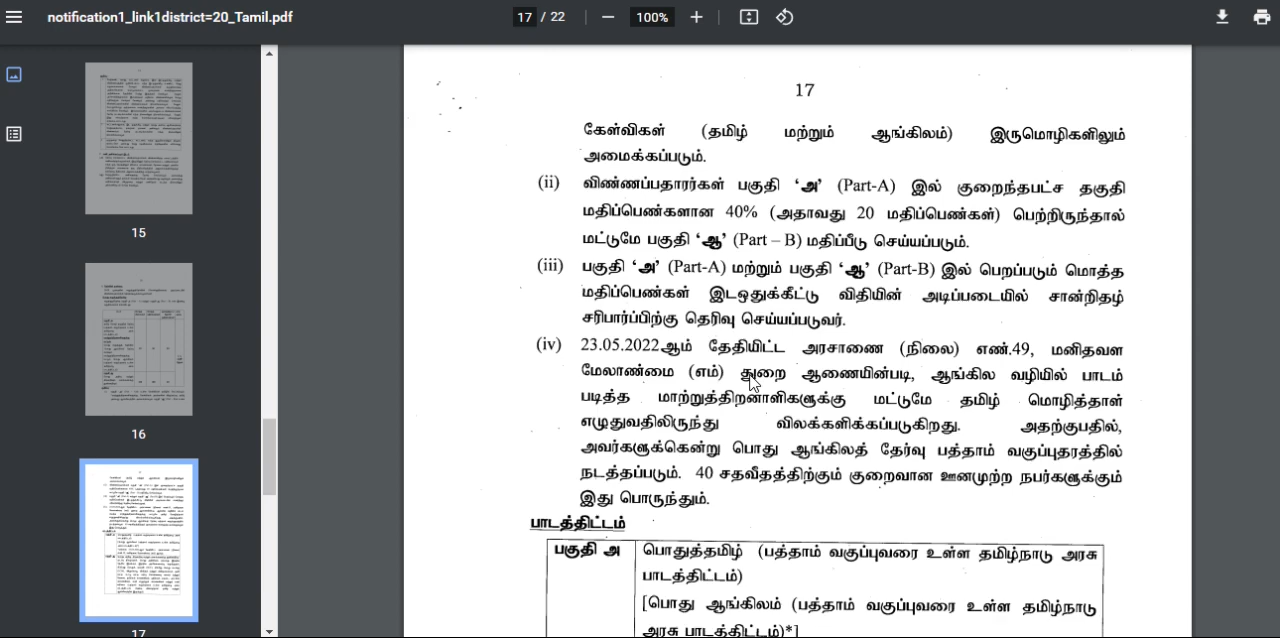 notification1_link1district=20_Tamil.pdf
17 / 22
100%
15
16
17
17
கேள்விகள் (தமிழ் மற்றும் ஆங்கிலம்) இருமொழிகளிலும்
அமைக்கப்படும்.
(ii) விண்ணப்பதாரர்கள் பகுதி ‘அ’ (Part-A) இல் குறைந்தபட்ச தகுதி
மதிப்பெண்களான 40% (அதாவது 20 மதிப்பெண்கள்) பெற்றிருந்தால்
மட்டுமே பகுதி ‘ஆ’ (Part – B) மதிப்பீடு செய்யப்படும்.
(iii) பகுதி ‘அ’ (Part-A) மற்றும் பகுதி ‘ஆ’ (Part-B) இல் பெறப்படும் மொத்த
மதிப்பெண்கள் இடஒதுக்கீட்டு விதியின் அடிப்படையில் சான்றிதழ்
சரிபார்ப்பிற்கு தெரிவு செய்யப்படுவர்.
(iv) 23.05.2022ஆம் தேதியிட்ட அரசாணை (நிலை) எண்.49, மனிதவள
மேலாண்மை (எம்) துறை ஆணையின்படி, ஆங்கில வழியில் பாடம்
படித்த மாற்றுத்திறனாளிகளுக்கு மட்டுமே தமிழ் மொழித்தாள்
எழுதுவதிலிருந்து விலக்களிக்கப்படுகிறது. அதற்குபதில்,
அவர்களுக்கென்று பொது ஆங்கிலத் தேர்வு பத்தாம் வகுப்புதரத்தில்
நடத்தப்படும். 40 சதவீதத்திற்கும் குறைவான ஊனமுற்ற நபர்களுக்கும்
இது பொருந்தும்.
பாடத்திட்டம்
பகுதி அ பொதுத்தமிழ் (பத்தாம் வகுப்புவரை உள்ள தமிழ்நாடு அரசு
பாடத்திட்டம்)
[பொது ஆங்கிலம் (பத்தாம் வகுப்புவரை உள்ள தமிழ்நாடு
அரசு பாடத்திட்டம்)*]